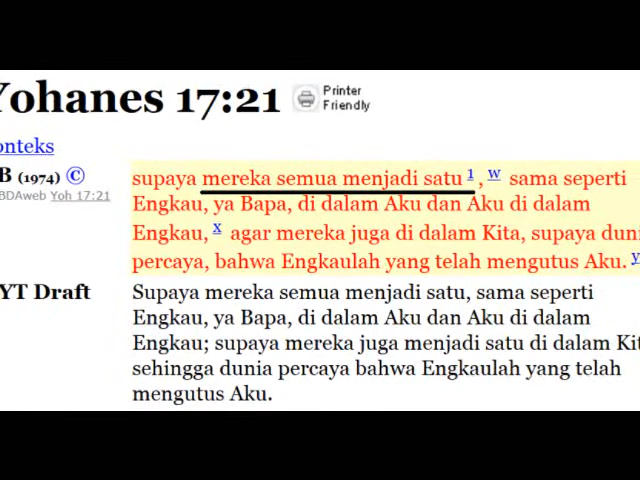 Yohanes 17:21
Printer
Friendly
onteks
B (1974) ©
BDAweb Yoh 17:21
supaya mereka semua menjadi satu 1, w sama seperti
Engkau, ya Bapa, di dalam Aku dan Aku di dalam
Engkau, x agar mereka juga di dalam Kita, supaya duni
percaya, bahwa Engkaulah yang telah mengutus Aku. y
YT Draft
Supaya mereka semua menjadi satu, sama seperti
Engkau, ya Bapa, di dalam Aku dan Aku di dalam
Engkau; supaya mereka juga menjadi satu di dalam Kit
sehingga dunia percaya bahwa Engkaulah yang telah
mengutus Aku.